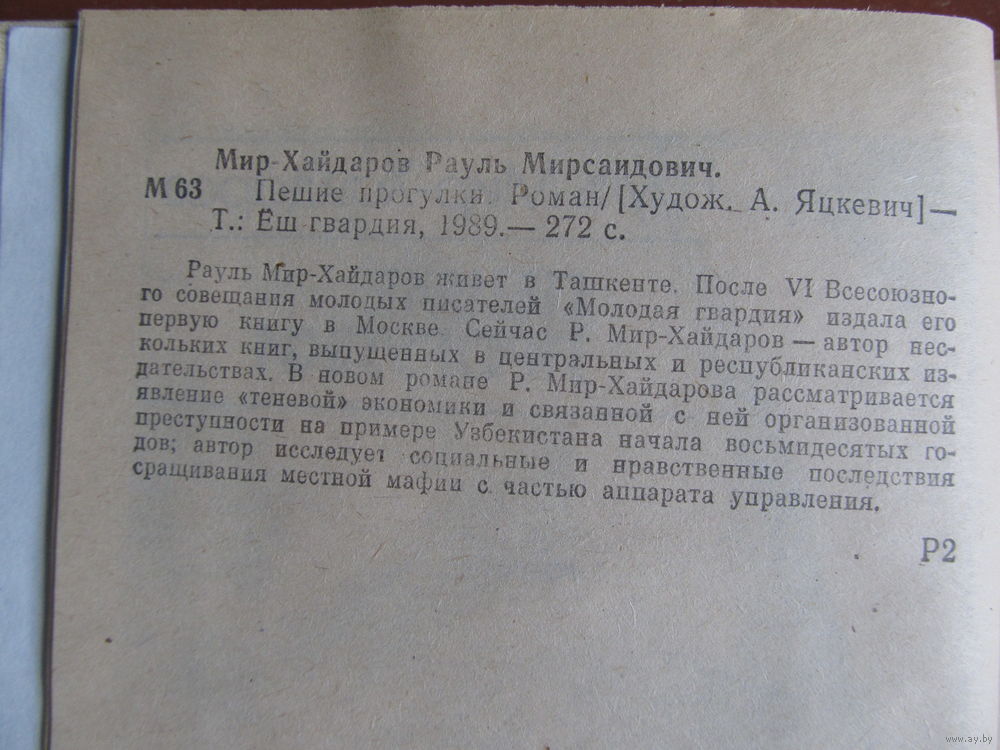 Мир-Хайдаров Рауль Мирсаидович.
М 63 Пешие прогулки: Роман/[Худож. А. Яцкевич]—
Т.: Ёш гвардия, 1989.— 272 с.
Рауль Мир-Хайдаров живет в Ташкенте. После VI Всесоюзно-
го совещания молодых писателей «Молодая гвардия» издала его
первую книгу в Москве. Сейчас Р. Мир-Хайдаров — автор нес-
кольких книг, выпущенных в центральных и республиканских из-
дательствах. В новом романе Р. Мир-Хайдарова рассматривается
явление «теневой» экономики и связанной с ней организованной
преступности на примере Узбекистана начала восьмидесятых го-
дов; автор исследует социальные и нравственные последствия
сращивания местной мафии с частью аппарата управления.
Р2
www.ay.by